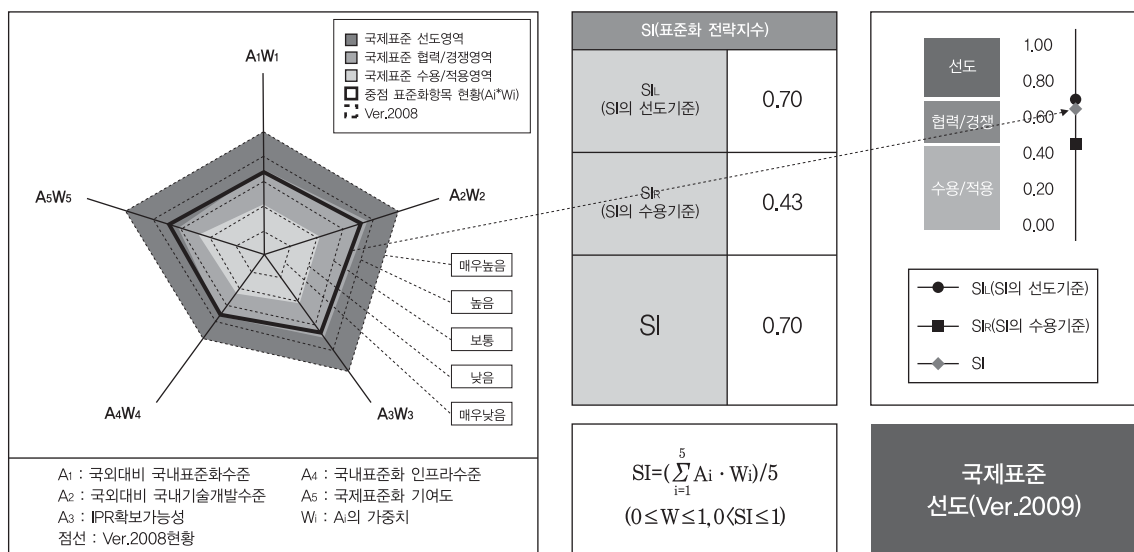 국제표준 선도영역
국제표준 협력/경쟁영역
국제표준 수용/적용영역
중점 표준화항목 현황(Ai*Wi)
Ver.2008
A1W1
A2W2
A3W3
A4W4
A5W5
매우높음
높음
보통
낮음
매우낮음
A1 : 국외대비 국내표준화수준
A2 : 국외대비 국내기술개발수준
A3 : IPR확보가능성
점선 : Ver.2008현황
A4 : 국내표준화 인프라수준
A5 : 국제표준화 기여도
Wi : Ai의 가중치
SI(표준화 전략지수)
SIL
(SI의 선도기준)
0.70
SIR
(SI의 수용기준)
0.43
SI
0.70
SI=(5∑i=1 Ai · Wi)/5
(0≤W≤1, 0<SI≤1)
선도
협력/경쟁
수용/적용
1.00
0.80
0.60
0.40
0.20
0.00
SIL(SI의 선도기준)
SIR(SI의 수용기준)
SI
국제표준
선도(Ver.2009)